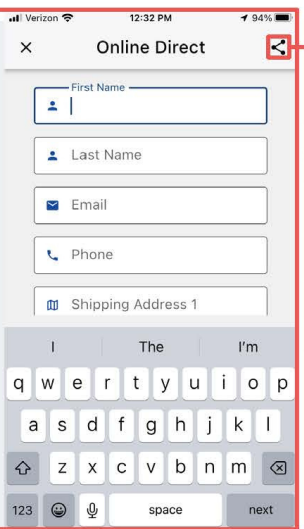 Verizon 12:32 PM 94%
Online Direct
First Name
Last Name
Email
Phone
Shipping Address 1
I The I'm
q w e r t y u i o p
a s d f g h j k l
z x c v b n m
123 space next